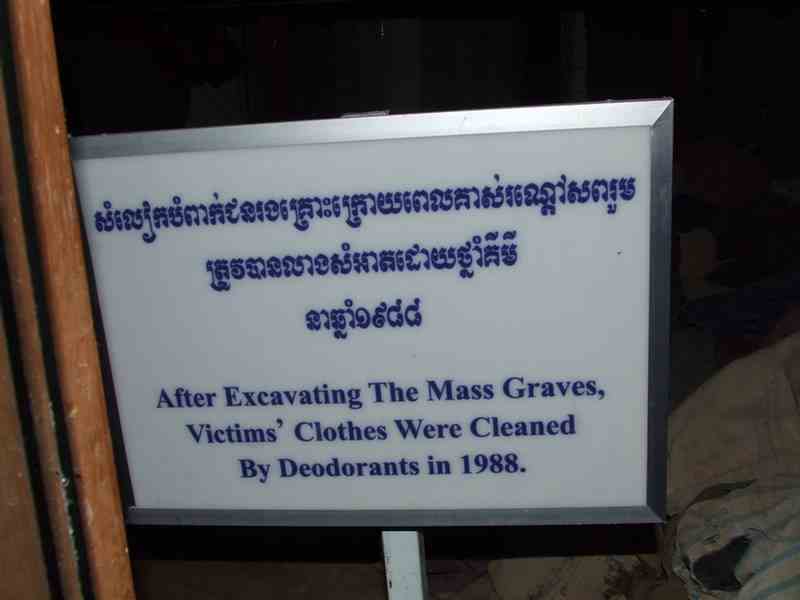 សំលៀកបំពាក់ជនរងគ្រោះក្រោយពេលគាស់រណ្ដៅសពរួម
ត្រូវបានលាងសំអាតដោយថ្នាំគីមី
នាឆ្នាំ១៩៨៨
After Excavating The Mass Graves,
Victims' Clothes Were Cleaned
By Deodorants in 1988.